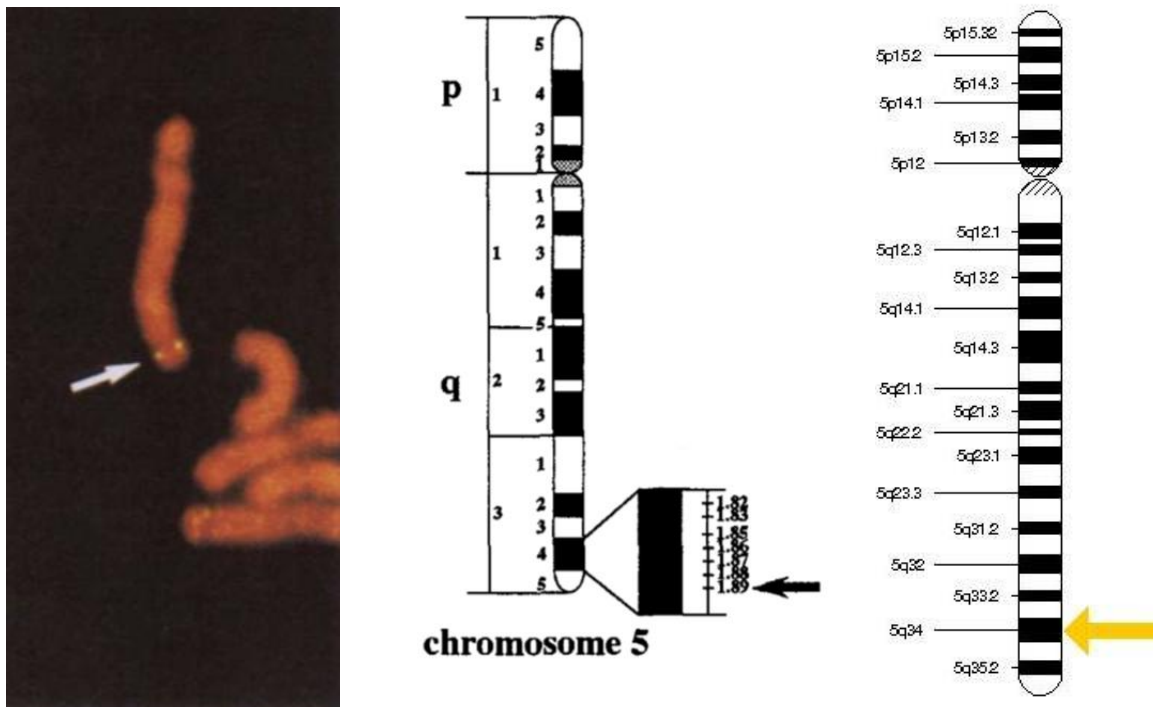 5
p 1 4
3
2
1
1
2
1 3
4
5
1
q 2 2
3
1
2
3 3
4
5
1.82
1.83
1.85
1.89
chromosome 5
5p15.32
5p15.2
5p14.3
5p14.1
5p13.2
5p12
5q12.1
5q12.3
5q13.2
5q14.1
5q14.3
5q21.1
5q21.3
5q22.2
5q23.1
5q23.3
5q31.2
5q32
5q33.2
5q34
5q35.2